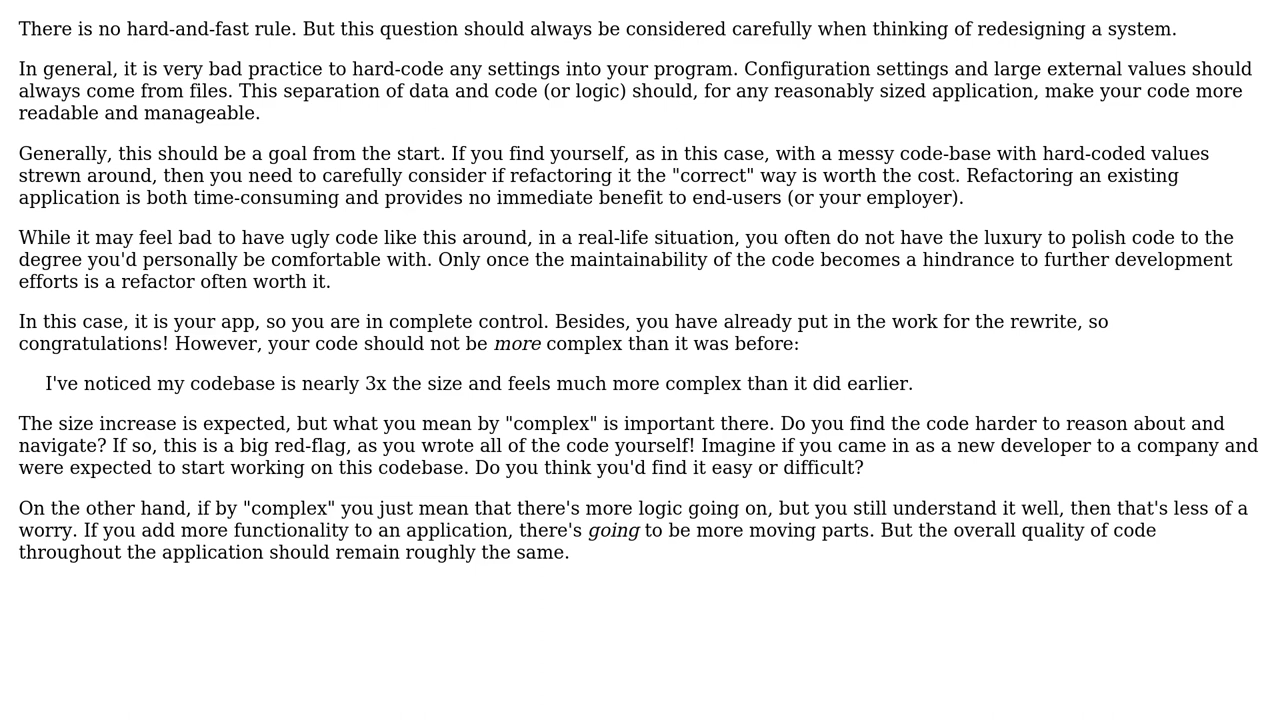 There is no hard-and-fast rule. But this question should always be considered carefully when thinking of redesigning a system.
In general, it is very bad practice to hard-code any settings into your program. Configuration settings and large external values should
always come from files. This separation of data and code (or logic) should, for any reasonably sized application, make your code more
readable and manageable.
Generally, this should be a goal from the start. If you find yourself, as in this case, with a messy code-base with hard-coded values
strewn around, then you need to carefully consider if refactoring it the "correct" way is worth the cost. Refactoring an existing
application is both time-consuming and provides no immediate benefit to end-users (or your employer).
While it may feel bad to have ugly code like this around, in a real-life situation, you often do not have the luxury to polish code to the
degree you'd personally be comfortable with. Only once the maintainability of the code becomes a hindrance to further development
efforts is a refactor often worth it.
In this case, it is your app, so you are in complete control. Besides, you have already put in the work for the rewrite, so
congratulations! However, your code should not be more complex than it was before:
I've noticed my codebase is nearly 3x the size and feels much more complex than it did earlier.
The size increase is expected, but what you mean by "complex" is important there. Do you find the code harder to reason about and
navigate? If so, this is a big red-flag, as you wrote all of the code yourself! Imagine if you came in as a new developer to a company and
were expected to start working on this codebase. Do you think you'd find it easy or difficult?
On the other hand, if by "complex" you just mean that there's more logic going on, but you still understand it well, then that's less of a
worry. If you add more functionality to an application, there's going to be more moving parts. But the overall quality of code
throughout the application should remain roughly the same.